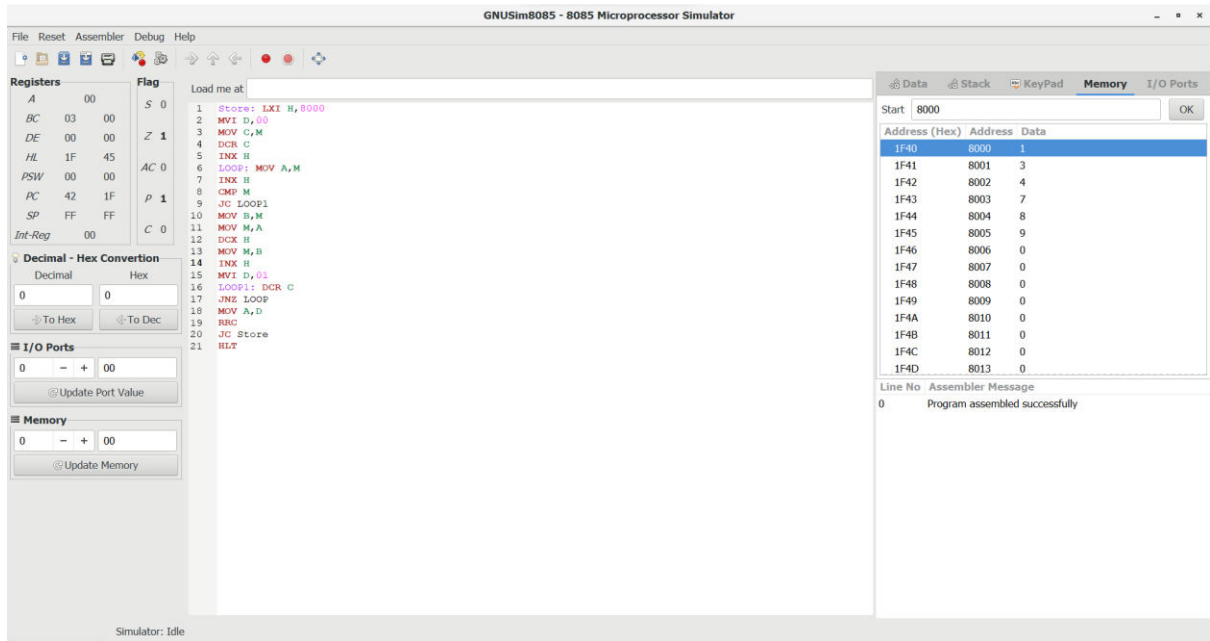 GNUSim8085 - 8085 Microprocessor Simulator
File Reset Assembler Debug Help
Registers
A 00
BC 03 00
DE 00 00
HL 1F 45
PSW 00 00
PC 42 1F
SP FF FF
Int-Reg 00
Flag
S 0
Z 1
AC 0
P 1
C 0
Decimal - Hex Convertion
Decimal Hex
0 0
To Hex To Dec
I/O Ports
0 - + 00
Update Port Value
Memory
0 - + 00
Update Memory
Load me at
1 Store: LXI H,8000
2 MVI D,00
3 MOV C,M
4 DCR C
5 INX H
6 LOOP: MOV A,M
7 INX H
8 CMP M
9 JC LOOP1
10 MOV B,M
11 MOV M,A
12 DCX H
13 MOV M,B
14 INX H
15 MVI D,01
16 LOOP1: DCR C
17 JNZ LOOP
18 MOV A,D
19 RRC
20 JC Store
21 HLT
Data Stack KeyPad Memory I/O Ports
Start 8000 OK
Address (Hex) Address Data
1F40 8000 1
1F41 8001 3
1F42 8002 4
1F43 8003 7
1F44 8004 8
1F45 8005 9
1F46 8006 0
1F47 8007 0
1F48 8008 0
1F49 8009 0
1F4A 8010 0
1F4B 8011 0
1F4C 8012 0
1F4D 8013 0
Line No Assembler Message
0 Program assembled successfully
Simulator: Idle